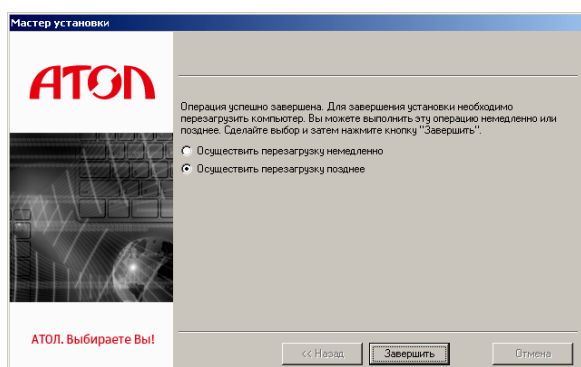 Мастер установки
АТОЛ
Операция успешно завершена. Для завершения установки необходимо
перезагрузить компьютер. Вы можете выполнить эту операцию немедленно или
позднее. Сделайте выбор и затем нажмите кнопку "Завершить".
Осуществить перезагрузку немедленно
Осуществить перезагрузку позднее
АТОЛ. Выбираете Вы!
<< Назад
Завершить
Отмена